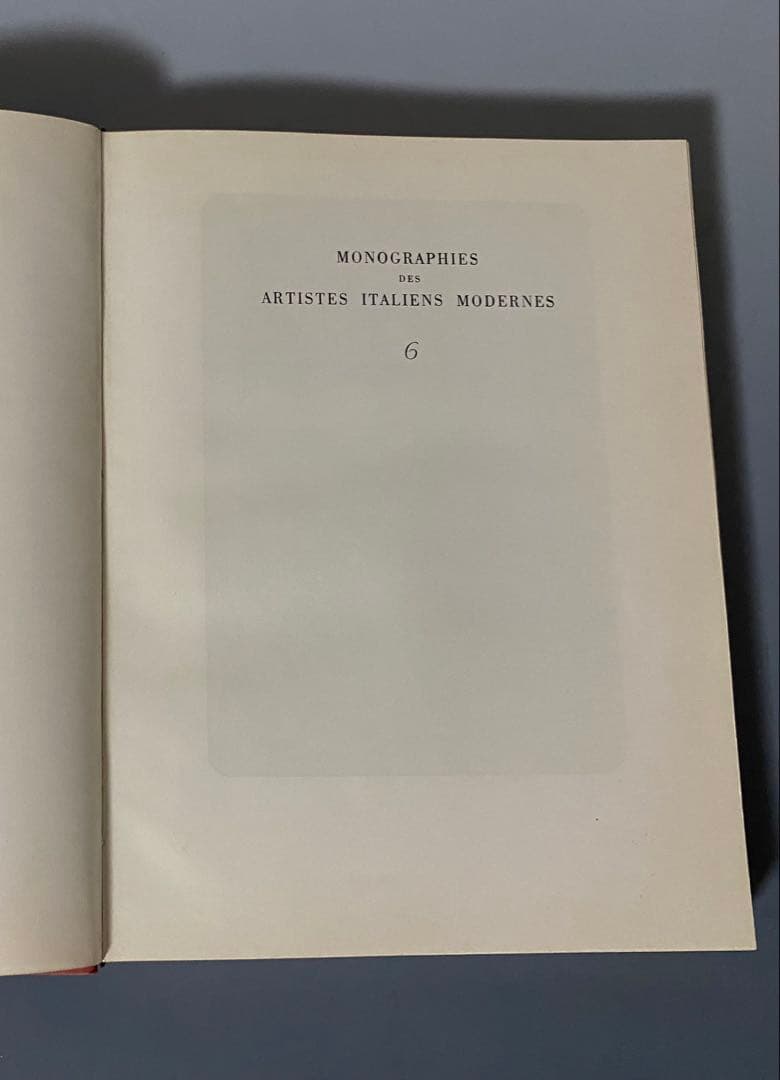 MONOGRAPHIES
DES
ARTISTES ITALIENS MODERNES
6